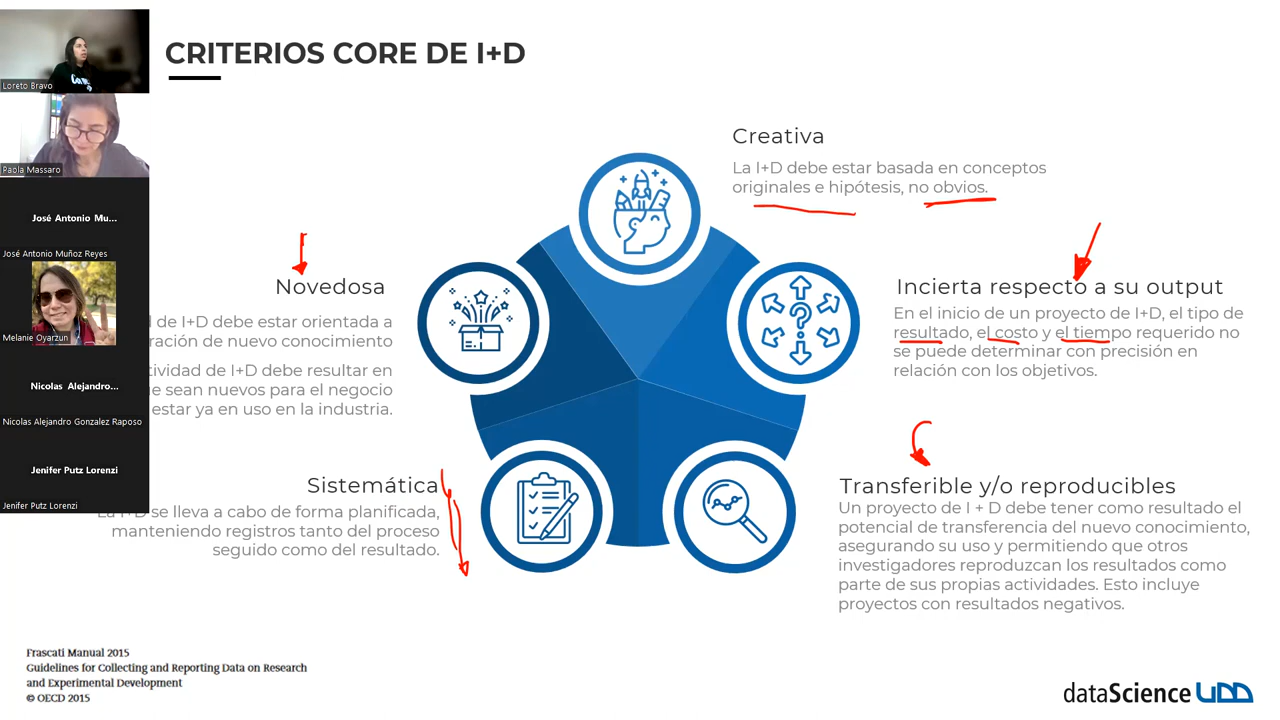 CRITERIOS CORE DE I+D
Loreto Bravo
Paola Massaro
José Antonio Mu...
José Antonio Muñoz Reyes
Melanie Oyarzun
Nicolas Alejandro...
Nicolas Alejandro Gonzalez Raposo
Jenifer Putz Lorenzi
Jenifer Putz Lorenzi
Creativa
La I+D debe estar basada en conceptos
originales e hipótesis, no obvios.
Novedosa
de I+D debe estar orientada a
de nuevo conocimiento
de I+D debe resultar en
sean nuevos para el negocio
estar ya en uso en la industria.
Incierta respecto a su output
En el inicio de un proyecto de I+D, el tipo de
resultado, el costo y el tiempo requerido no
se puede determinar con precisión en
relación con los objetivos.
Sistemática
La I+D se lleva a cabo de forma planificada,
manteniendo registros tanto del proceso
seguido como del resultado.
Transferible y/o reproducibles
Un proyecto de I + D debe tener como resultado el
potencial de transferencia del nuevo conocimiento,
asegurando su uso y permitiendo que otros
investigadores reproduzcan los resultados como
parte de sus propias actividades. Esto incluye
proyectos con resultados negativos.
Frascati Manual 2015
Guidelines for Collecting and Reporting Data on Research
and Experimental Development
© OECD 2015
dataScience UDD